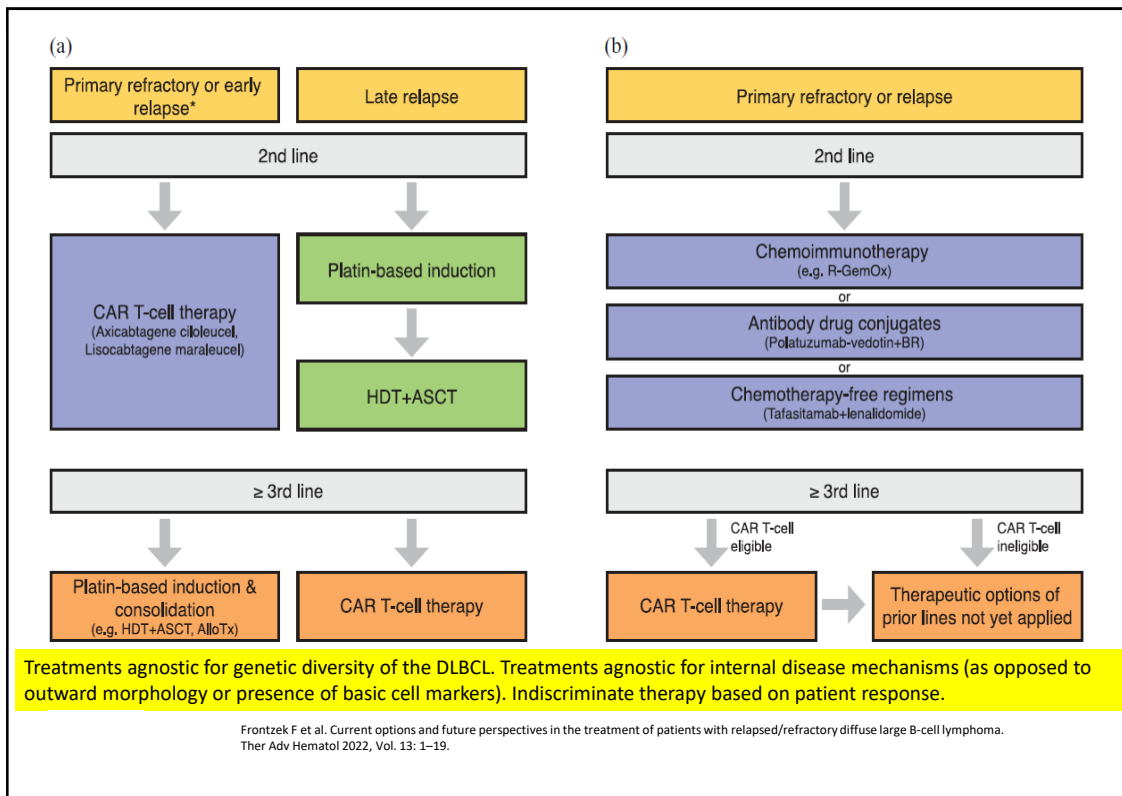 (a)
Primary refractory or early
relapse*
Late relapse
2nd line
CAR T-cell therapy
(Axicabtagene ciloleucel,
Lisocabtagene maraleucel)
Platin-based induction
HDT+ASCT
≥ 3rd line
Platin-based induction &
consolidation
(e.g. HDT+ASCT, AlloTx)
CAR T-cell therapy
(b)
Primary refractory or relapse
2nd line
Chemoimmunotherapy
(e.g. R-GemOx)
or
Antibody drug conjugates
(Polatuzumab-vedotin+BR)
or
Chemotherapy-free regimens
(Tafasitamab+lenalidomide)
≥ 3rd line
CAR T-cell
eligible
CAR T-cell
ineligible
CAR T-cell therapy
Therapeutic options of
prior lines not yet applied
Treatments agnostic for genetic diversity of the DLBCL. Treatments agnostic for internal disease mechanisms (as opposed to
outward morphology or presence of basic cell markers). Indiscriminate therapy based on patient response.
Frontzek F et al. Current options and future perspectives in the treatment of patients with relapsed/refractory diffuse large B-cell lymphoma.
Ther Adv Hematol 2022, Vol. 13: 1–19.